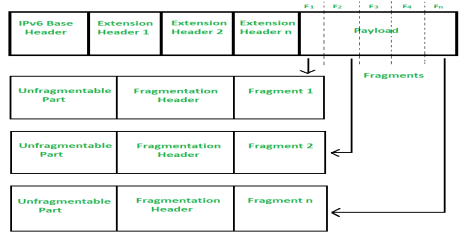 F1 F2 F3 F4 Fn
IPv6 Base Header
Extension Header 1
Extension Header 2
Extension Header n
Payload
Fragments
Unfragmentable Part
Fragmentation Header
Fragment 1
Unfragmentable Part
Fragmentation Header
Fragment 2
Unfragmentable Part
Fragmentation Header
Fragment n